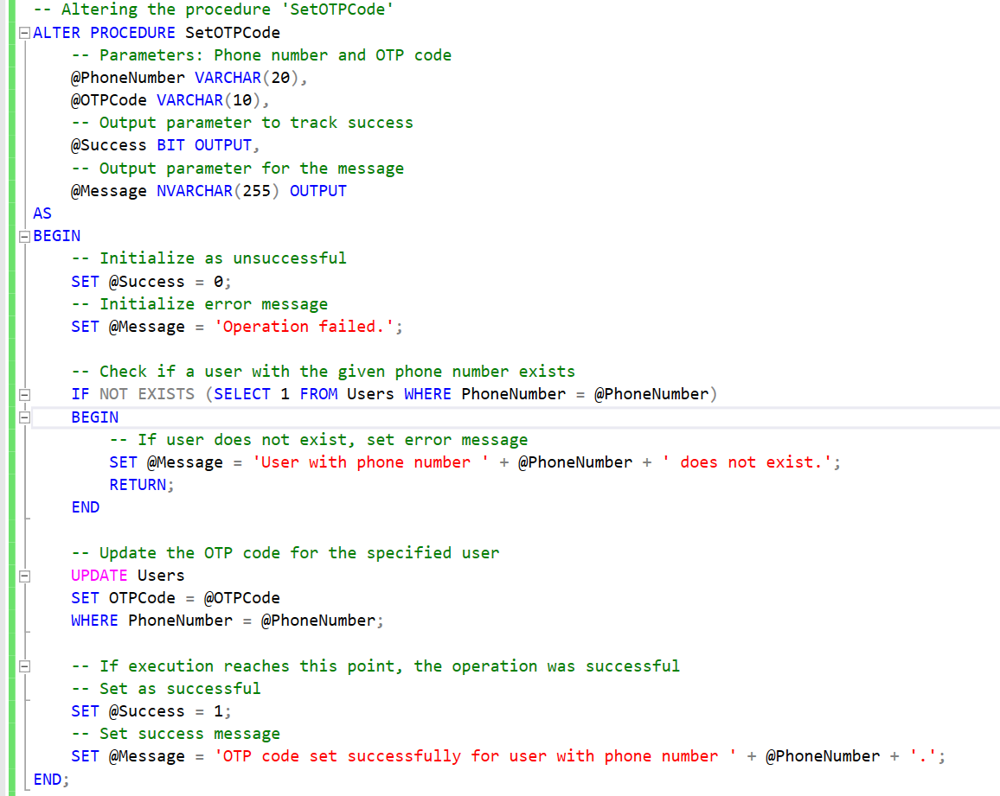 -- Altering the procedure 'SetOTPCode'
ALTER PROCEDURE SetOTPCode
    -- Parameters: Phone number and OTP code
    @PhoneNumber VARCHAR(20),
    @OTPCode VARCHAR(10),
    -- Output parameter to track success
    @Success BIT OUTPUT,
    -- Output parameter for the message
    @Message NVARCHAR(255) OUTPUT
AS
BEGIN
    -- Initialize as unsuccessful
    SET @Success = 0;
    -- Initialize error message
    SET @Message = 'Operation failed.';

    -- Check if a user with the given phone number exists
    IF NOT EXISTS (SELECT 1 FROM Users WHERE PhoneNumber = @PhoneNumber)
    BEGIN
        -- If user does not exist, set error message
        SET @Message = 'User with phone number ' + @PhoneNumber + ' does not exist.';
        RETURN;
    END

    -- Update the OTP code for the specified user
    UPDATE Users
    SET OTPCode = @OTPCode
    WHERE PhoneNumber = @PhoneNumber;

    -- If execution reaches this point, the operation was successful
    -- Set as successful
    SET @Success = 1;
    -- Set success message
    SET @Message = 'OTP code set successfully for user with phone number ' + @PhoneNumber + '.';
END;